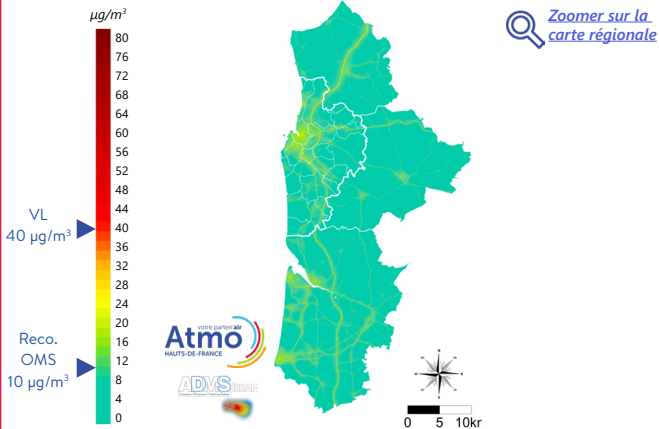 µg/m³
80
76
72
68
64
60
56
52
48
44
40
36
32
28
24
20
16
12
8
4
0
VL
40 µg/m³
Reco.
OMS
10 µg/m³
Zoomer sur la
carte régionale
votre parten'air
Atmo
HAUTS-DE-FRANCE
ADMS
0 5 10kr